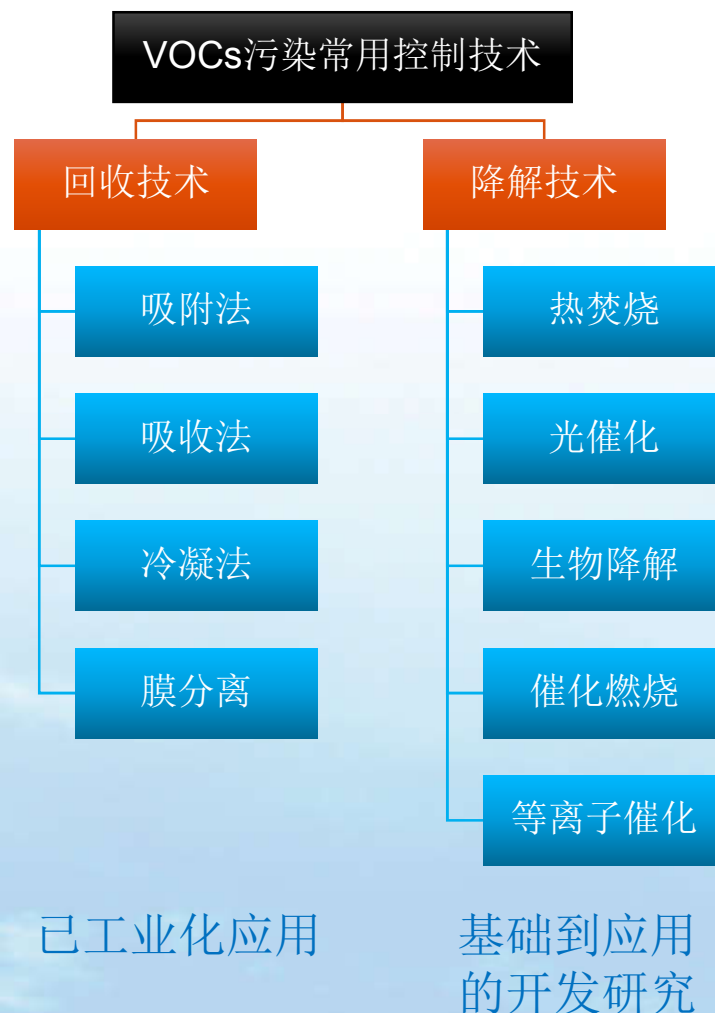 VOCs污染常用控制技术
回收技术
吸附法
吸收法
冷凝法
膜分离
已工业化应用
降解技术
热焚烧
光催化
生物降解
催化燃烧
等离子催化
基础到应用
的开发研究